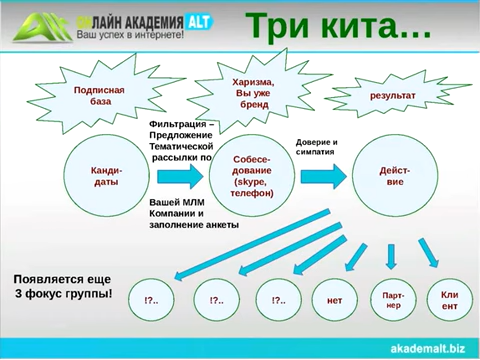 ОНЛАЙН АКАДЕМИЯ ALT
Ваш успех в интернете!
Три кита...
Подписная
база
Харизма,
Вы уже
бренд
результат
Фильтрация –
Предложение
Тематической
рассылки по
Вашей МЛМ
Компании и
заполнение анкеты
Доверие и
симпатия
Канди-
даты
Собесе-
дование
(skype,
телефон)
Дейст-
вие
Появляется еще
3 фокус группы!
!?..
!?..
!?..
нет
Парт-
нер
Кли
ент
akademalt.biz